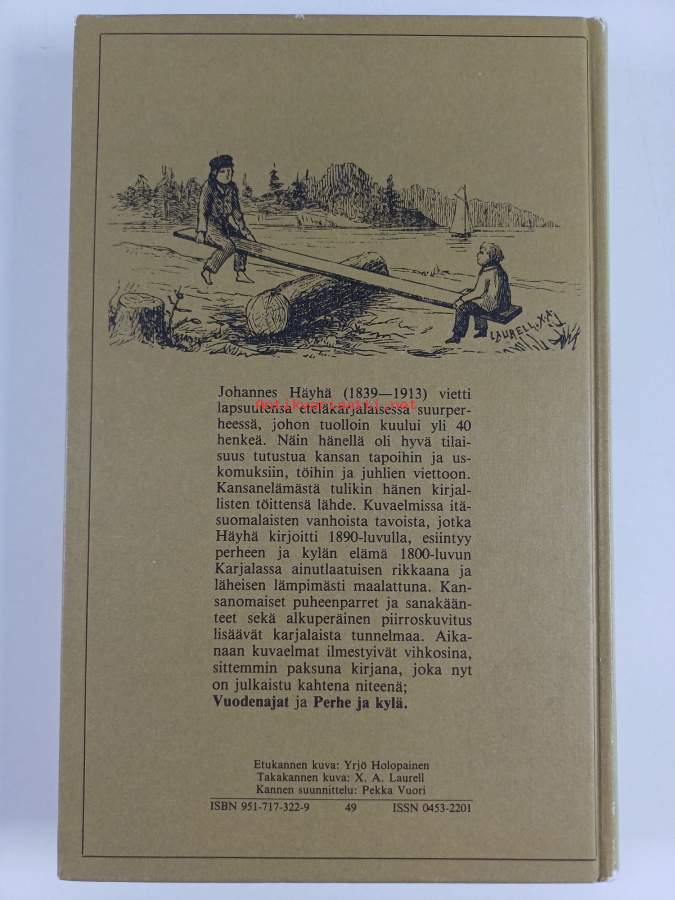 LAURELL. X.A.
Johannes Häyhä (1839—1913) vietti
lapsuutensa eteläkarjalaisessa suurper-
heessä, johon tuolloin kuului yli 40
henkeä. Näin hänellä oli hyvä tilai-
suus tutustua kansan tapoihin ja us-
komuksiin, töihin ja juhlien viettoon.
Kansanelämästä tulikin hänen kirjal-
listen töittensä lähde. Kuvaelmissa itä-
suomalaisten vanhoista tavoista, jotka
Häyhä kirjoitti 1890-luvulla, esiintyy
perheen ja kylän elämä 1800-luvun
Karjalassa ainutlaatuisen rikkaana ja
läheisen lämpimästi maalattuna. Kan-
sanomaiset puheenparret ja sanakään-
teet sekä alkuperäinen piirroskuvitus
lisäävät karjalaista tunnelmaa. Aika-
naan kuvaelmat ilmestyivät vihkosina,
sittemmin paksuna kirjana, joka nyt
on julkaistu kahtena niteenä;
Vuodenajat ja Perhe ja kylä.
Etukannen kuva: Yrjö Holopainen
Takakannen kuva: X. A. Laurell
Kannen suunnittelu: Pekka Vuori
ISBN 951-717-322-9 49 ISSN 0453-2201